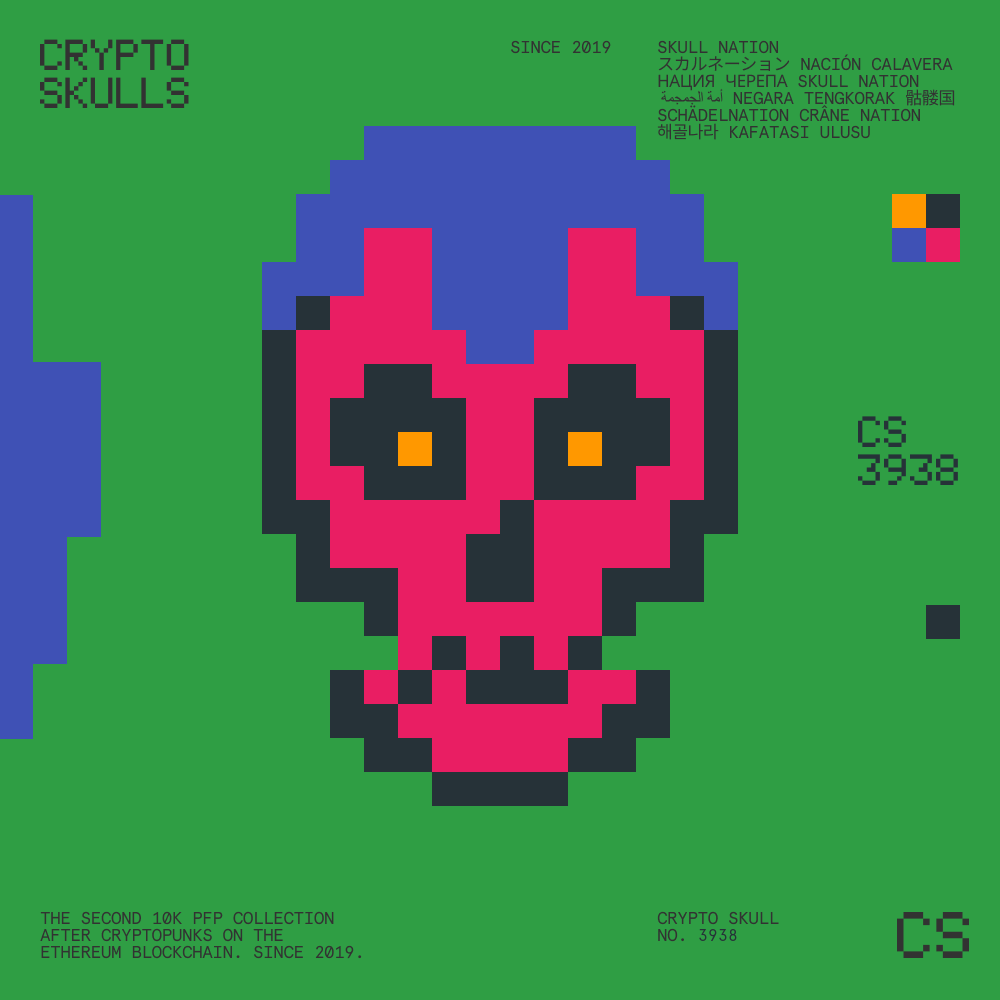 CRYPTO
SKULLS
SINCE 2019
SKULL NATION
スカルネーション NACIÓN CALAVERA
НАЦИЯ ЧЕРЕПА SKULL NATION
أمة الجمجمة NEGARA TENGKORAK 骷髅国
SCHÄDELNATION CRÂNE NATION
해골나라 KAFATASI ULUSU
CS
3938
THE SECOND 10K PFP COLLECTION
AFTER CRYPTOPUNKS ON THE
ETHEREUM BLOCKCHAIN. SINCE 2019.
CRYPTO SKULL
NO. 3938
CS